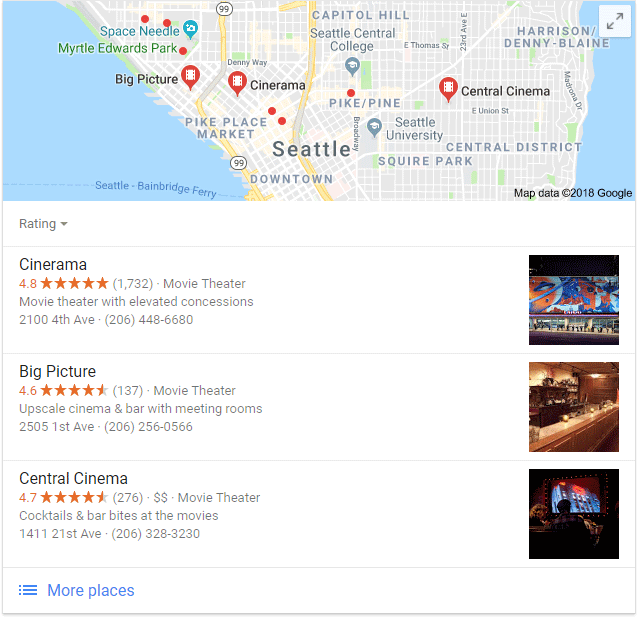 99
CAPITOL HILL
Space Needle
Seattle Central
College
23rd Ave E
HARRISON/
DENNY-BLAINE
Myrtle Edwards Park
E Thomas St
Denny Way
Big Picture
Cinerama
Madrona Dr
Central Cinema
PIKE/PINE
E Union St
PIKE PLACE
MARKET
Broadway
Seattle
University
Seattle
CENTRAL DISTRICT
99
SQUIRE PARK
DOWNTOWN
Seattle - Bainbridge Ferry
Map data ©2018 Google
Rating
Cinerama
4.8 ★★★★★ (1,732) · Movie Theater
Movie theater with elevated concessions
2100 4th Ave · (206) 448-6680
Big Picture
4.6 ★★★★★ (137) · Movie Theater
Upscale cinema & bar with meeting rooms
2505 1st Ave · (206) 256-0566
Central Cinema
4.7 ★★★★★ (276) · $$ · Movie Theater
Cocktails & bar bites at the movies
1411 21st Ave · (206) 328-3230
More places